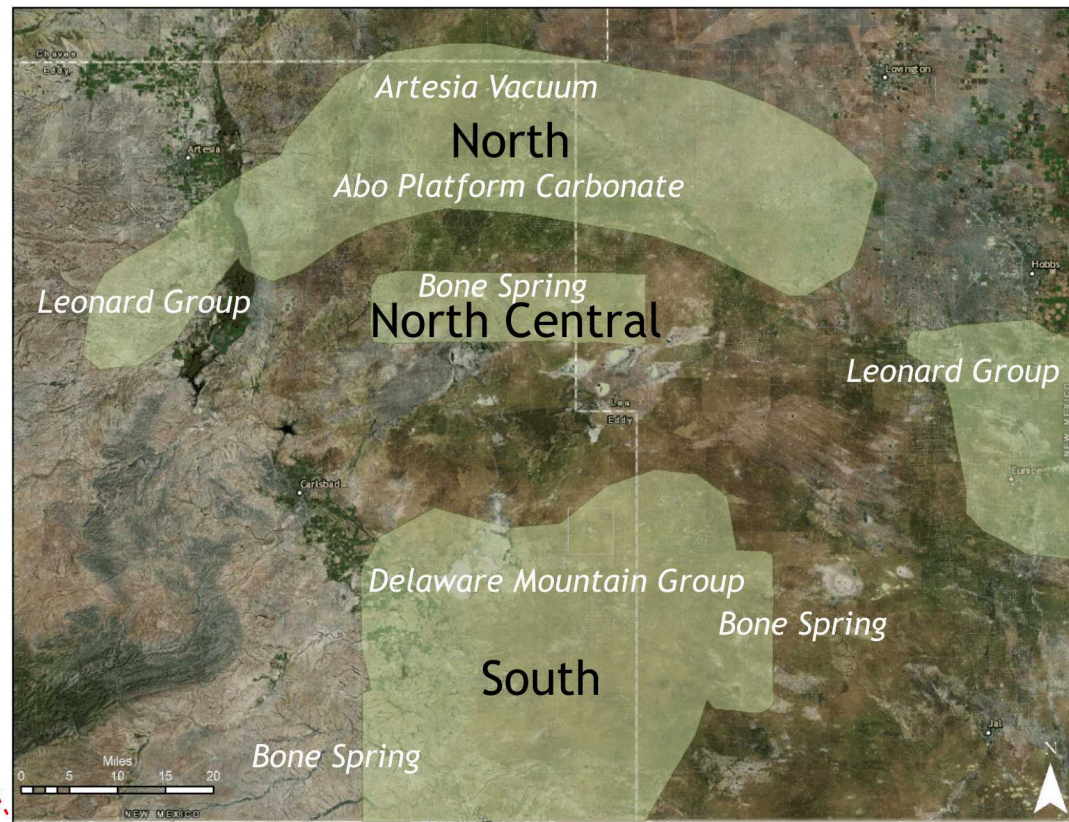 Chaves
Eddy
Artesia Vacuum
Lovington
North
Artesia
Abo Platform Carbonate
Hobbs
Bone Spring
Leonard Group
North Central
Leonard Group
Lea
Eddy
NEW MEXICO
Eunice
Carlsbad
Delaware Mountain Group
Bone Spring
South
Jal
Bone Spring
N
Miles
0 5 10 15 20
NEW MEXICO